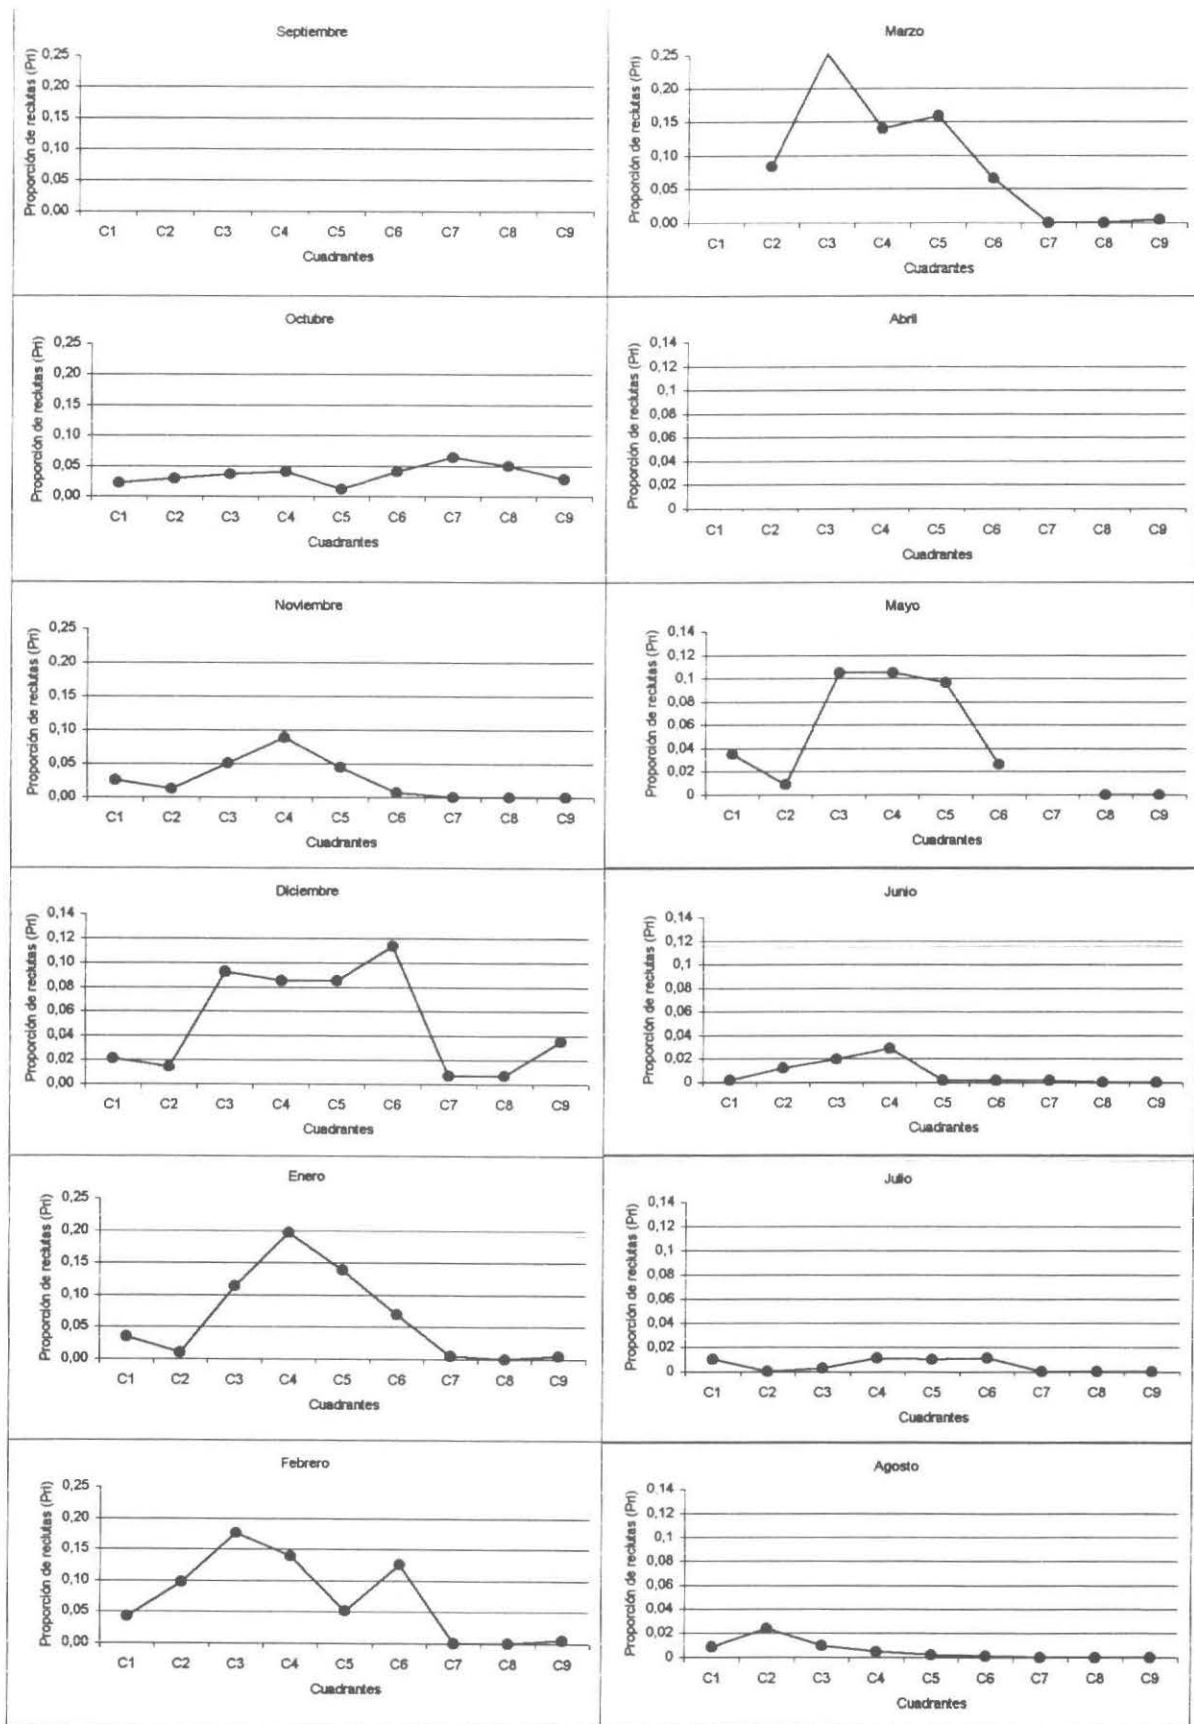 Septiembre
Proporción de reclutas (Pri)
0,25
0,20
0,15
0,10
0,05
0,00
C1 C2 C3 C4 C5 C6 C7 C8 C9
Cuadrantes
Marzo
Proporción de reclutas (Pri)
0,25
0,20
0,15
0,10
0,05
0,00
C1 C2 C3 C4 C5 C6 C7 C8 C9
Cuadrantes
Octubre
Proporción de reclutas (Pri)
0,25
0,20
0,15
0,10
0,05
0,00
C1 C2 C3 C4 C5 C6 C7 C8 C9
Cuadrantes
Abril
Proporción de reclutas (Pri)
0,14
0,12
0,1
0,08
0,06
0,04
0,02
0
C1 C2 C3 C4 C5 C6 C7 C8 C9
Cuadrantes
Noviembre
Proporción de reclutas (Pri)
0,25
0,20
0,15
0,10
0,05
0,00
C1 C2 C3 C4 C5 C6 C7 C8 C9
Cuadrantes
Mayo
Proporción de reclutas (Pri)
0,14
0,12
0,1
0,08
0,06
0,04
0,02
0
C1 C2 C3 C4 C5 C6 C7 C8 C9
Cuadrantes
Diciembre
Proporción de reclutas (Pri)
0,14
0,12
0,10
0,08
0,06
0,04
0,02
0,00
C1 C2 C3 C4 C5 C6 C7 C8 C9
Cuadrantes
Junio
Proporción de reclutas (Pri)
0,14
0,12
0,1
0,08
0,06
0,04
0,02
0
C1 C2 C3 C4 C5 C6 C7 C8 C9
Cuadrantes
Enero
Proporción de reclutas (Pri)
0,25
0,20
0,15
0,10
0,05
0,00
C1 C2 C3 C4 C5 C6 C7 C8 C9
Cuadrantes
Julio
Proporción de reclutas (Pri)
0,14
0,12
0,1
0,08
0,06
0,04
0,02
0
C1 C2 C3 C4 C5 C6 C7 C8 C9
Cuadrantes
Febrero
Proporción de reclutas (Pri)
0,25
0,20
0,15
0,10
0,05
0,00
C1 C2 C3 C4 C5 C6 C7 C8 C9
Cuadrantes
Agosto
Proporción de reclutas (Pri)
0,14
0,12
0,1
0,08
0,06
0,04
0,02
0
C1 C2 C3 C4 C5 C6 C7 C8 C9
Cuadrantes